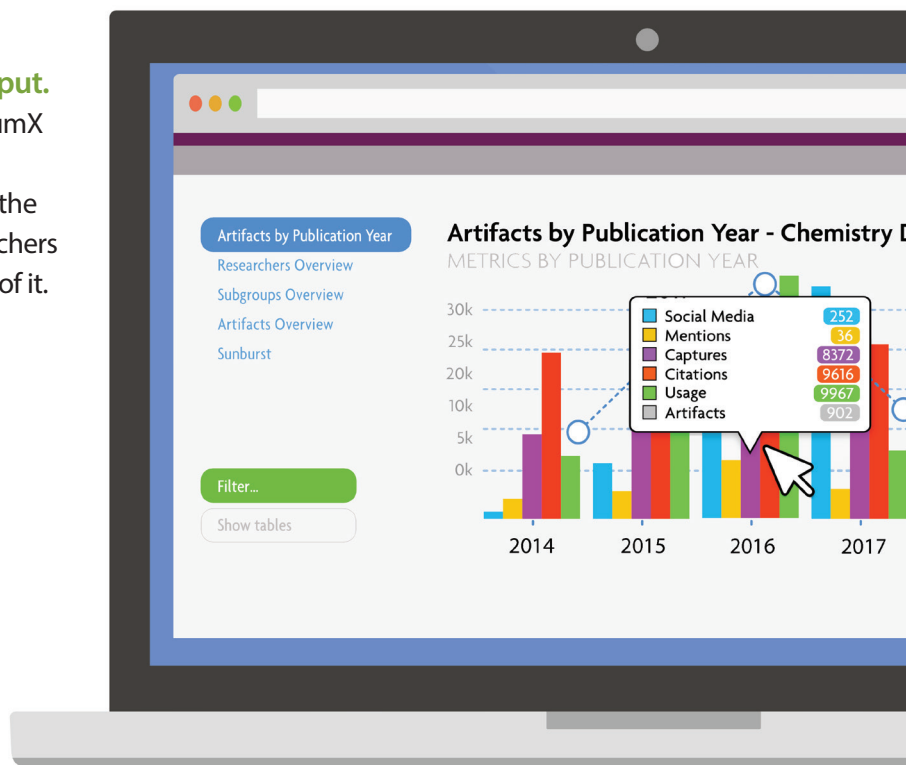 put.
umX
the
chers
of it.
Artifacts by Publication Year
Researchers Overview
Subgroups Overview
Artifacts Overview
Sunburst
Filter...
Show tables
Artifacts by Publication Year - Chemistry D
METRICS BY PUBLICATION YEAR
30k
25k
20k
10k
5k
0k
Social Media 252
Mentions 36
Captures 8372
Citations 9616
Usage 9967
Artifacts 902
2014 2015 2016 2017